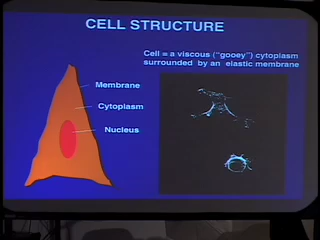 CELL STRUCTURE
Cell = a viscous ("gooey") cytoplasm
surrounded by an elastic membrane
Membrane
Cytoplasm
Nucleus